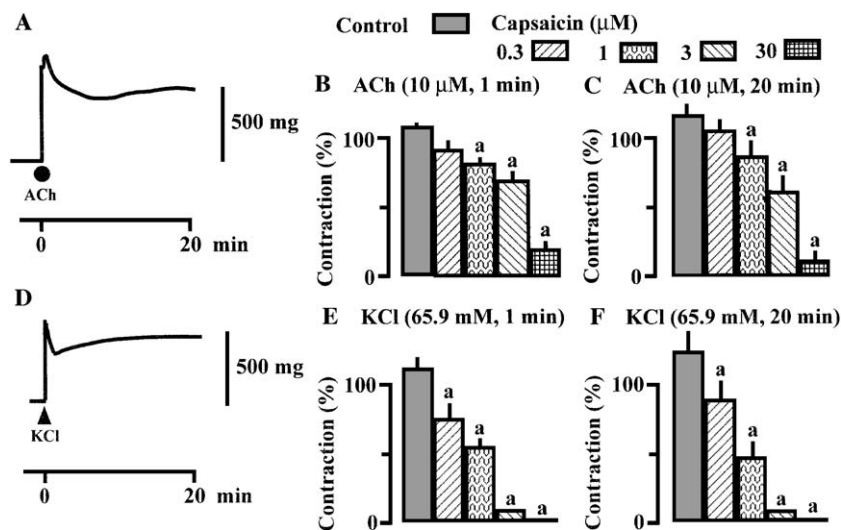 A
Control
Capsaicin (µM)
0.3
1
3
30
500 mg
ACh
0
20
min
B ACh (10 µM, 1 min)
Contraction (%)
100
0
a
a
a
C ACh (10 µM, 20 min)
Contraction (%)
100
0
a
a
a
D
500 mg
KCl
0
20
min
E KCl (65.9 mM, 1 min)
Contraction (%)
100
0
a
a
a
a
F KCl (65.9 mM, 20 min)
Contraction (%)
100
0
a
a
a
a